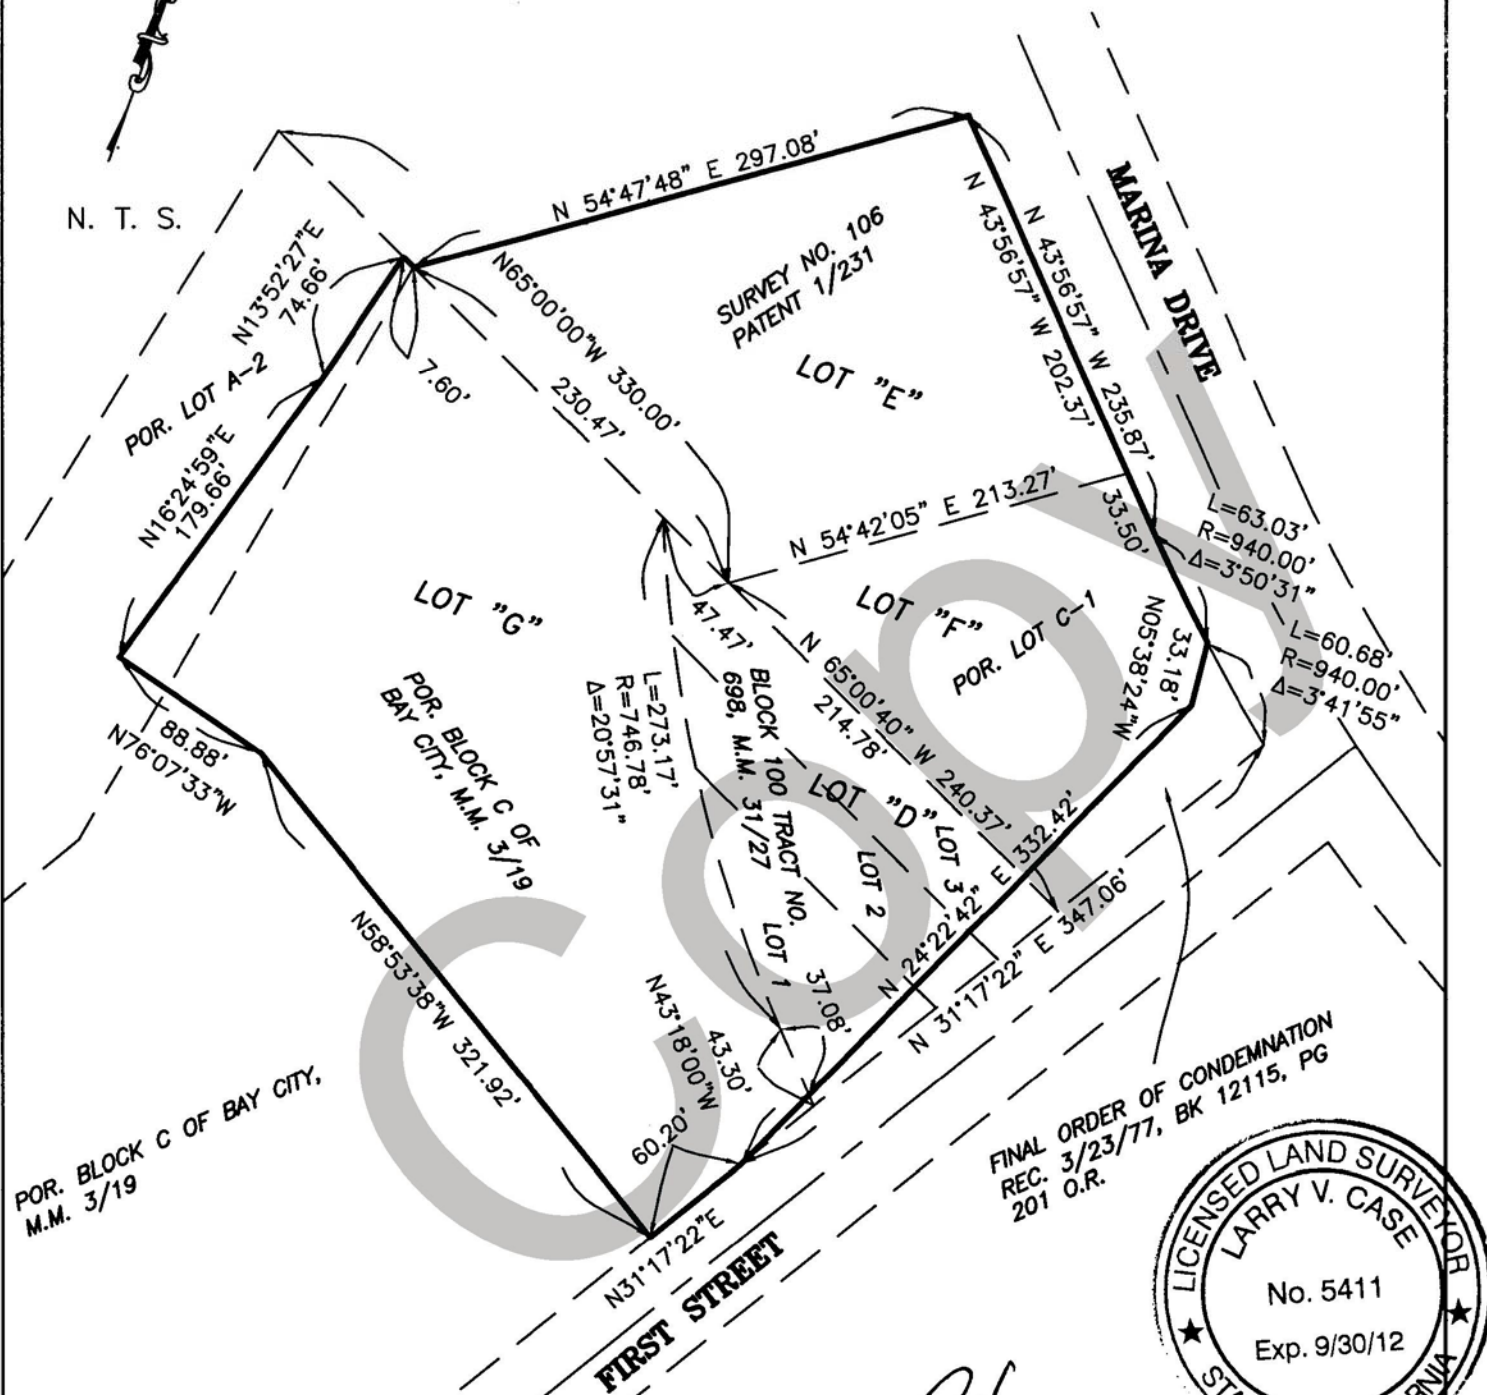 N. T. S.
N 54°47'48" E 297.08'
MARINA DRIVE
N13°52'27"E
74.66'
POR. LOT A-2
7.60'
N65°00'00"W 330.00'
230.47'
SURVEY NO. 106
PATENT 1/231
LOT "E"
N 43°56'57" W 202.37'
N 43°56'57" W 235.87'
N16°24'59"E
179.66'
N 54°42'05" E 213.27'
33.50'
L=63.03'
R=940.00'
Δ=3°50'31"
LOT "G"
47.47'
LOT "F"
POR. LOT C-1
N05°38'24"W
33.18'
L=60.68'
R=940.00'
Δ=3°41'55"
88.88'
N76°07'33"W
POR. BLOCK C OF
BAY CITY, M.M. 3/19
L=273.17'
R=746.78'
Δ=20°57'31"
BLOCK 100 TRACT NO.
698, M.M. 31/27
N 65°00'40" W 240.37'
214.78'
LOT "D"
LOT 3
LOT 2
LOT 1
N 24°22'42" E 332.42'
N 31°17'22" E 347.06'
N58°53'38"W 321.92'
37.08'
N43°18'00"W
43.30'
60.20'
N31°17'22"E
FIRST STREET
POR. BLOCK C OF BAY CITY,
M.M. 3/19
FINAL ORDER OF CONDEMNATION
REC. 3/23/77, BK 12115, PG
201 O.R.
Copy
LICENSED LAND SURVEYOR
LARRY V. CASE
No. 5411
Exp. 9/30/12